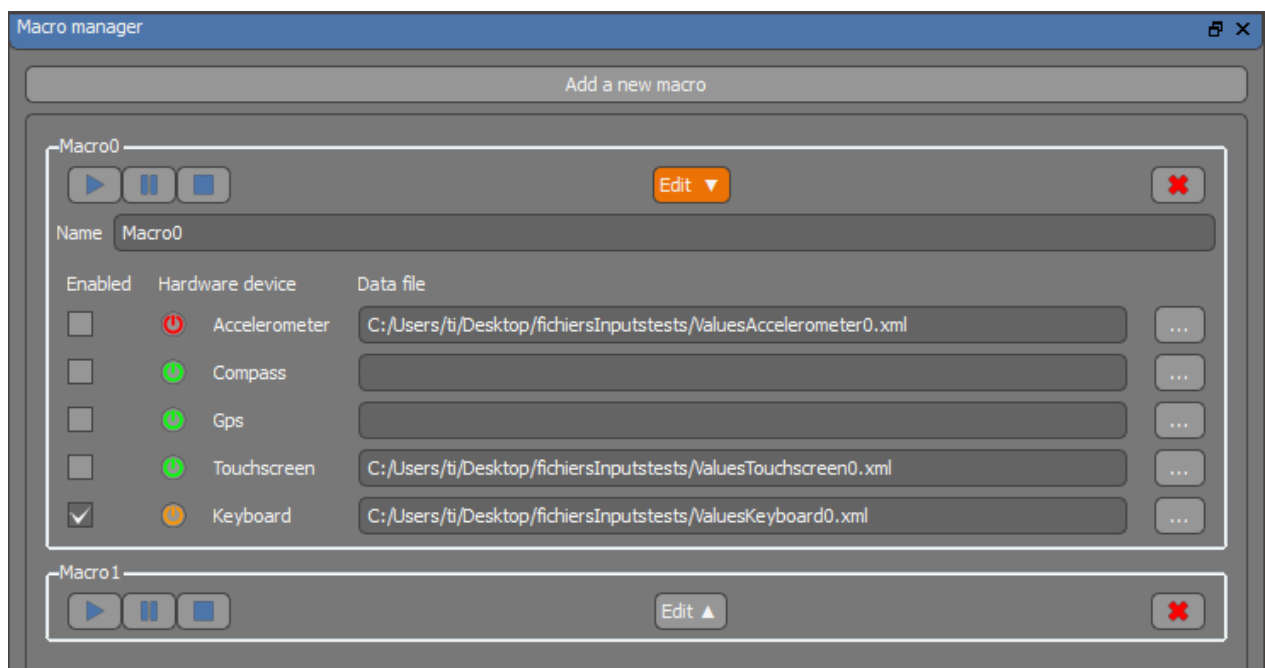 Macro manager
Add a new macro
Macro0
Edit ▼
Name Macro0
Enabled Hardware device Data file
Accelerometer C:/Users/ti/Desktop/fichiersInputstests/ValuesAccelerometer0.xml ...
Compass ...
Gps ...
Touchscreen C:/Users/ti/Desktop/fichiersInputstests/ValuesTouchscreen0.xml ...
Keyboard C:/Users/ti/Desktop/fichiersInputstests/ValuesKeyboard0.xml ...
Macro1
Edit ▲